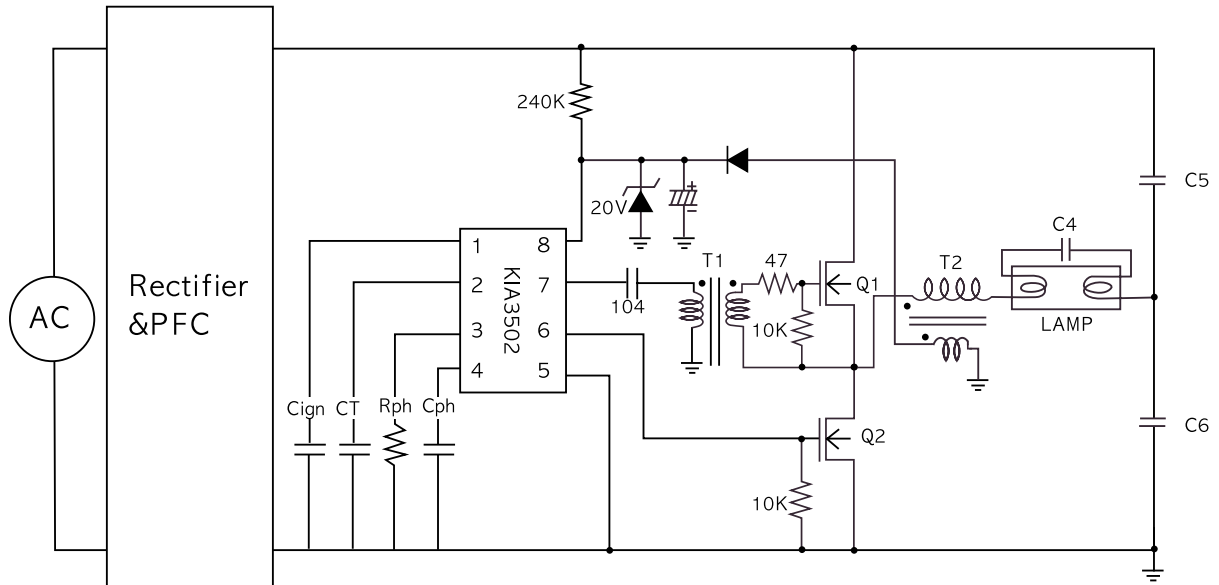 240K
C5
20V
+
−
C4
1
8
T1
47
T2
Q1
AC
Rectifier
&PFC
2
7
KIA3502
104
10K
LAMP
3
6
4
5
Cign
CT
Rph
Cph
Q2
C6
10K